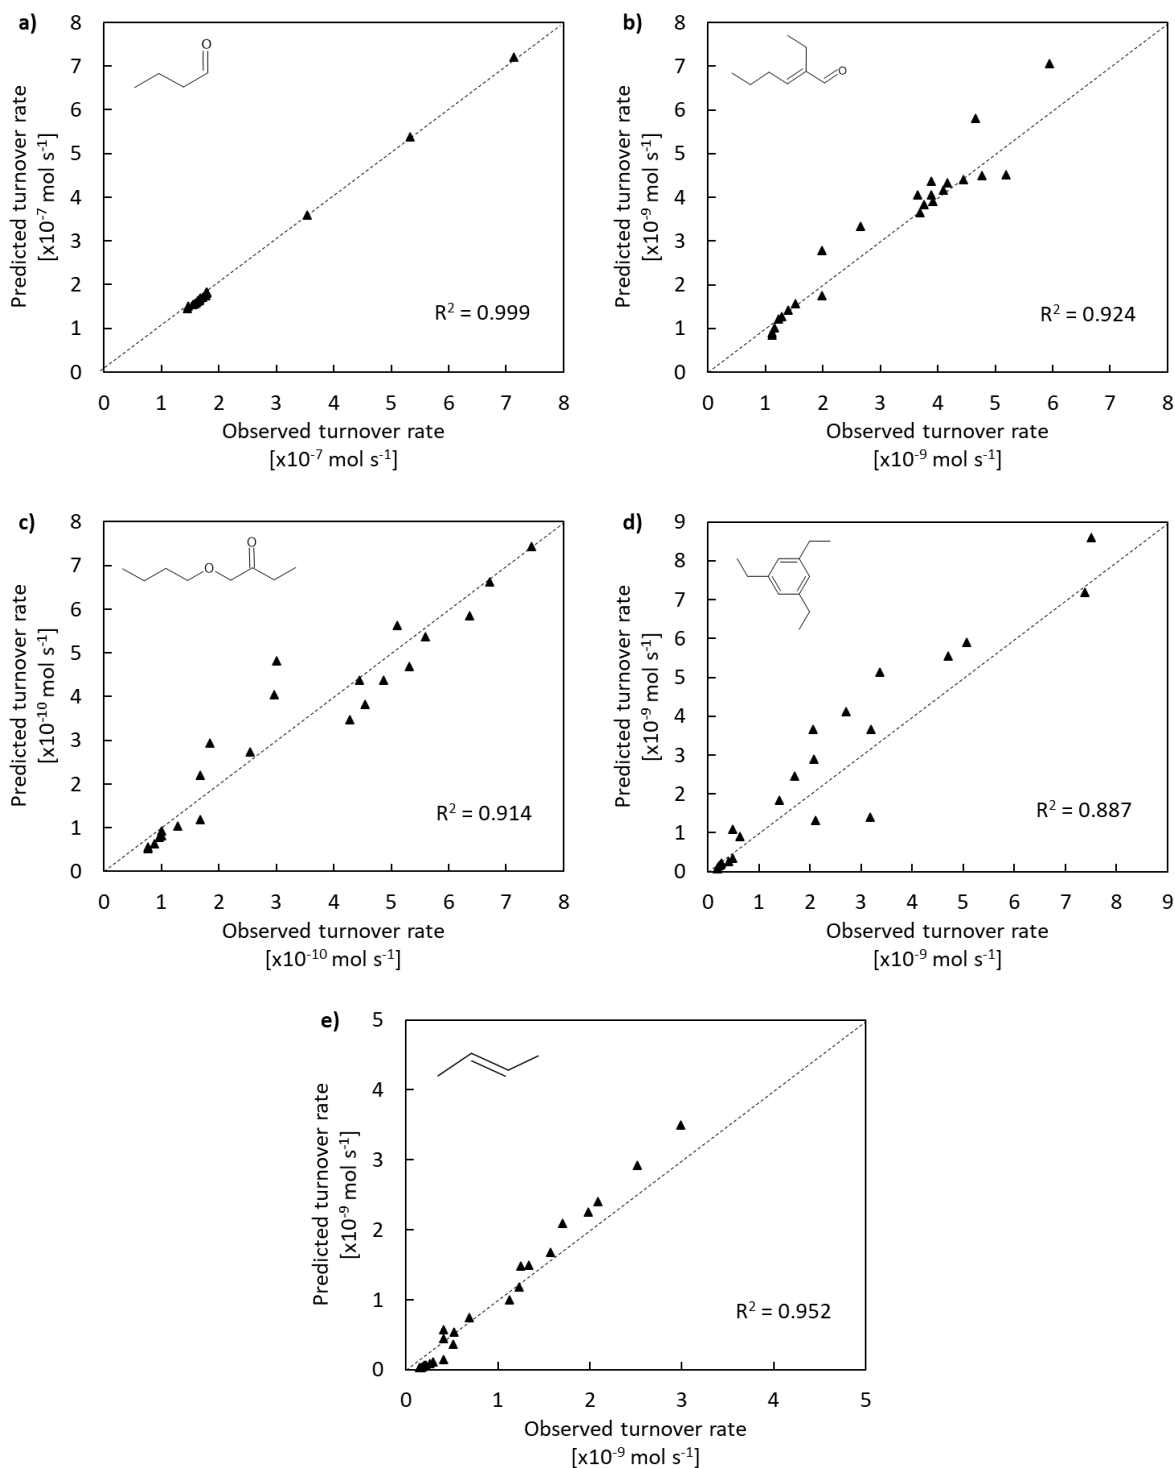 a)
Predicted turnover rate
[x10⁻⁷ mol s⁻¹]
8
7
6
5
4
3
2
1
0
O
R² = 0.999
0 1 2 3 4 5 6 7 8
Observed turnover rate
[x10⁻⁷ mol s⁻¹]
b)
Predicted turnover rate
[x10⁻⁹ mol s⁻¹]
8
7
6
5
4
3
2
1
0
O
R² = 0.924
0 1 2 3 4 5 6 7 8
Observed turnover rate
[x10⁻⁹ mol s⁻¹]
c)
Predicted turnover rate
[x10⁻¹⁰ mol s⁻¹]
8
7
6
5
4
3
2
1
0
O
O
R² = 0.914
0 1 2 3 4 5 6 7 8
Observed turnover rate
[x10⁻¹⁰ mol s⁻¹]
d)
Predicted turnover rate
[x10⁻⁹ mol s⁻¹]
9
8
7
6
5
4
3
2
1
0
R² = 0.887
0 1 2 3 4 5 6 7 8 9
Observed turnover rate
[x10⁻⁹ mol s⁻¹]
e)
Predicted turnover rate
[x10⁻⁹ mol s⁻¹]
5
4
3
2
1
0
R² = 0.952
0 1 2 3 4 5
Observed turnover rate
[x10⁻⁹ mol s⁻¹]